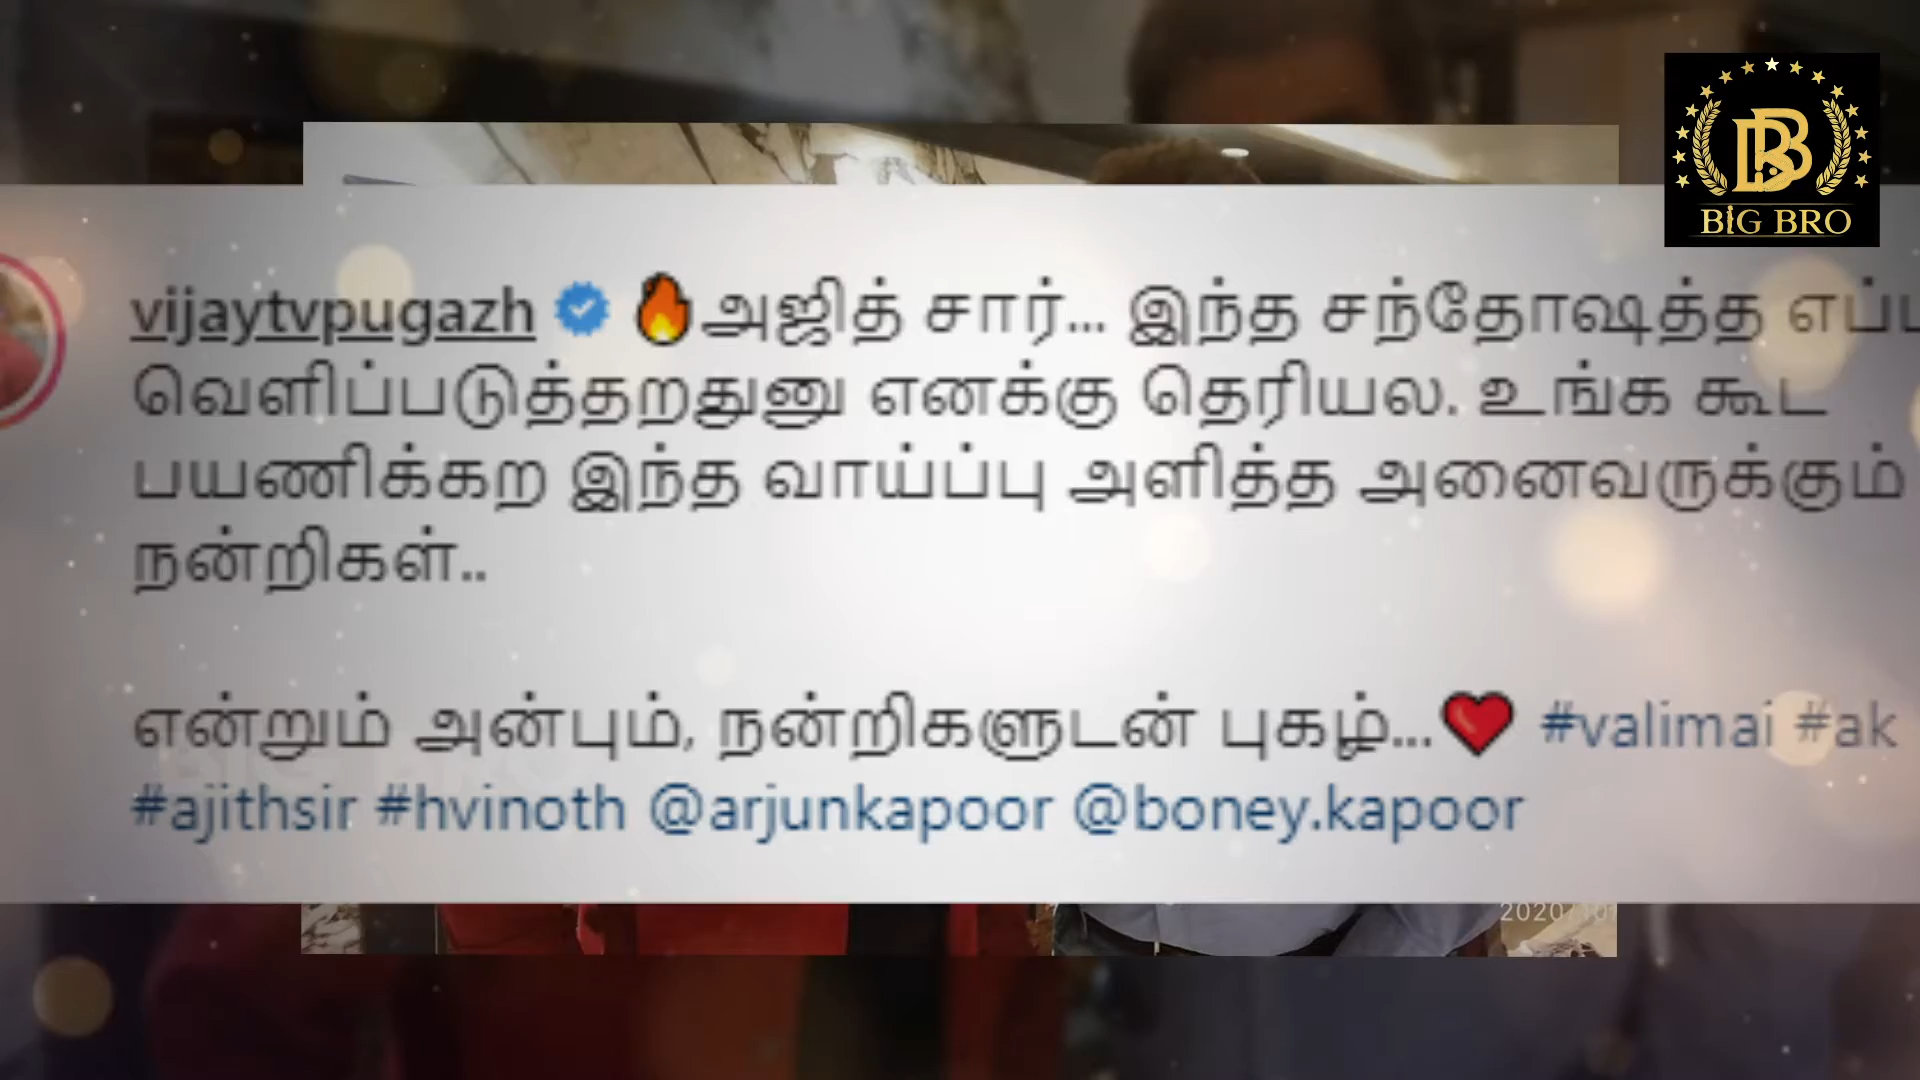 BIG BRO
vijaytvpugazh 🔥அஜித் சார்... இந்த சந்தோஷத்த
வெளிப்படுத்தறதுனு எனக்கு தெரியல. உங்க கூட
பயணிக்கற இந்த வாய்ப்பு அளித்த அனைவருக்கும்
நன்றிகள்..
என்றும் அன்பும், நன்றிகளுடன் புகழ்...❤️ #valimai #ak
#ajithsir #hvinoth @arjunkapoor @boney.kapoor